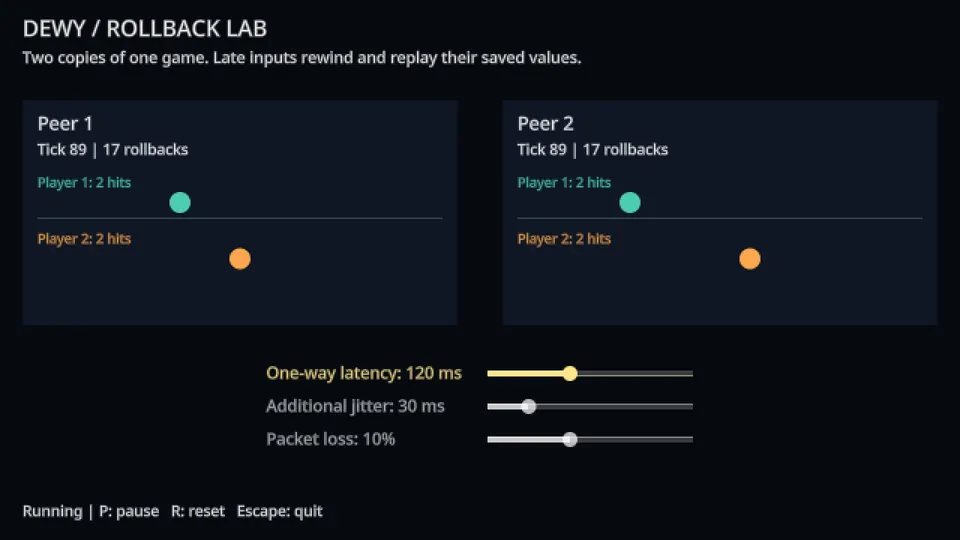 DEWY / ROLLBACK LAB
Two copies of one game. Late inputs rewind and replay their saved values.
Peer 1
Tick 89 | 17 rollbacks
Player 1: 2 hits
Player 2: 2 hits
Peer 2
Tick 89 | 17 rollbacks
Player 1: 2 hits
Player 2: 2 hits
One-way latency: 120 ms
Additional jitter: 30 ms
Packet loss: 10%
Running | P: pause R: reset Escape: quit